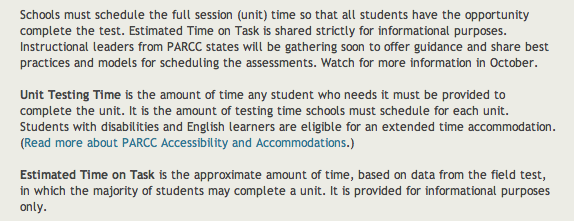 Schools must schedule the full session (unit) time so that all students have the opportunity
complete the test. Estimated Time on Task is shared strictly for informational purposes.
Instructional leaders from PARCC states will be gathering soon to offer guidance and share best
practices and models for scheduling the assessments. Watch for more information in October.
Unit Testing Time is the amount of time any student who needs it must be provided to
complete the unit. It is the amount of testing time schools must schedule for each unit.
Students with disabilities and English learners are eligible for an extended time accommodation.
(Read more about PARCC Accessibility and Accommodations.)
Estimated Time on Task is the approximate amount of time, based on data from the field test,
in which the majority of students may complete a unit. It is provided for informational purposes
only.